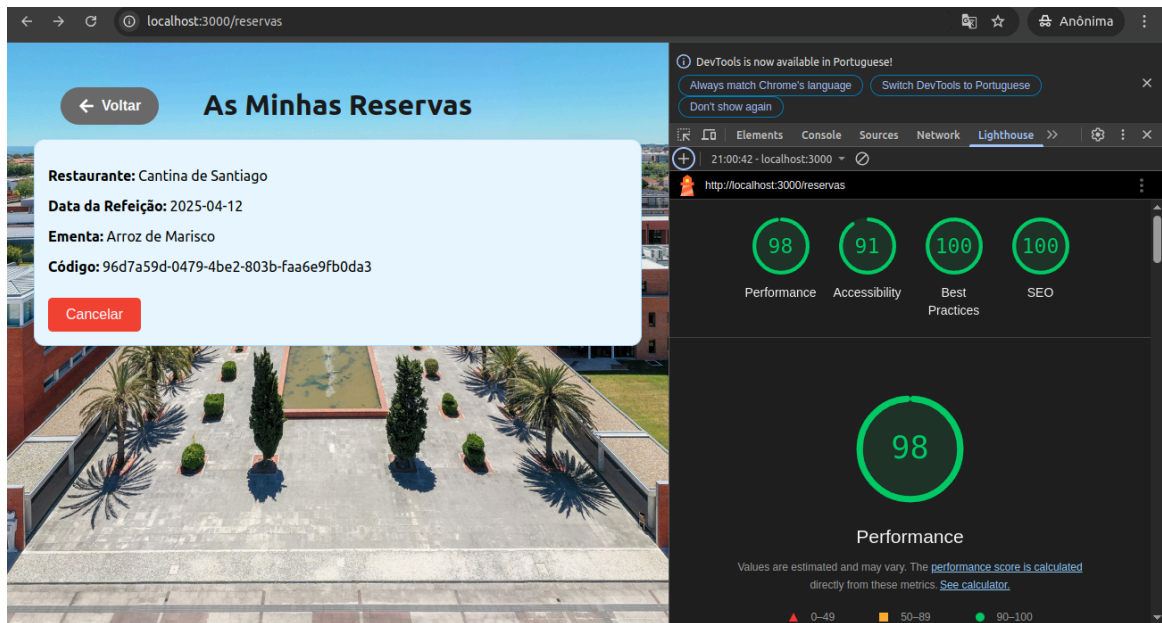 localhost:3000/reservas
Anônima
Voltar
As Minhas Reservas
Restaurante: Cantina de Santiago
Data da Refeição: 2025-04-12
Ementa: Arroz de Marisco
Código: 96d7a59d-0479-4be2-803b-faa6e9fb0da3
Cancelar
DevTools is now available in Portuguese!
Always match Chrome's language
Switch DevTools to Portuguese
Don't show again
Elements Console Sources Network Lighthouse
21:00:42 - localhost:3000
http://localhost:3000/reservas
98 91 100 100
Performance Accessibility Best Practices SEO
98
Performance
Values are estimated and may vary. The performance score is calculated
directly from these metrics. See calculator.
0–49 50–89 90–100